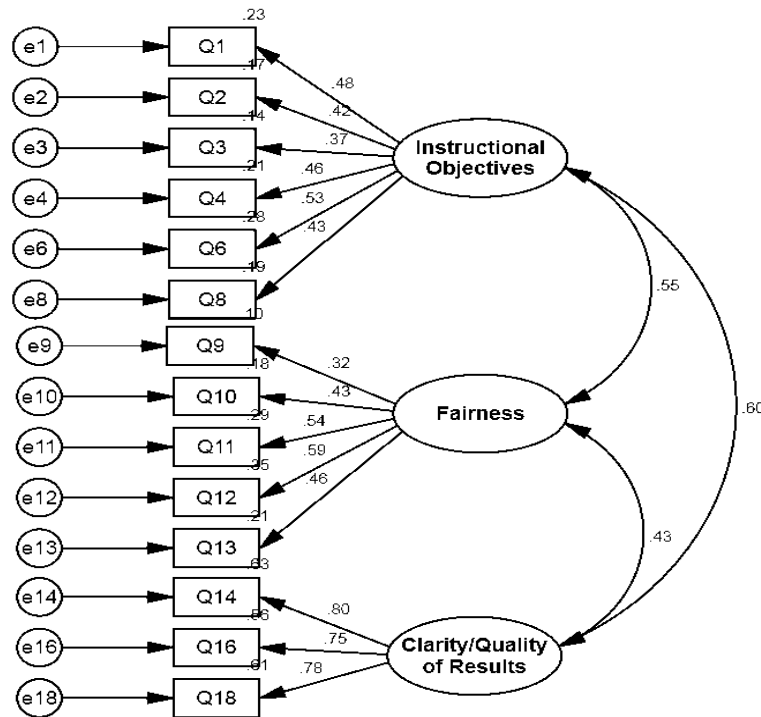 .23
e1 Q1
.17
.48
e2 Q2
.42
.14
e3 Q3
.37
Instructional
Objectives
.21
.46
e4 Q4
.53
.28
.43
e6 Q6
.19
e8 Q8
.55
.10
e9 Q9
.32
.18
.43
e10 Q10
.29
.54
Fairness
.60
e11 Q11
.59
.35
.46
e12 Q12
.21
e13 Q13
.43
.63
e14 Q14
.80
.56
.75
e16 Q16
Clarity/Quality
of Results
.61
.78
e18 Q18